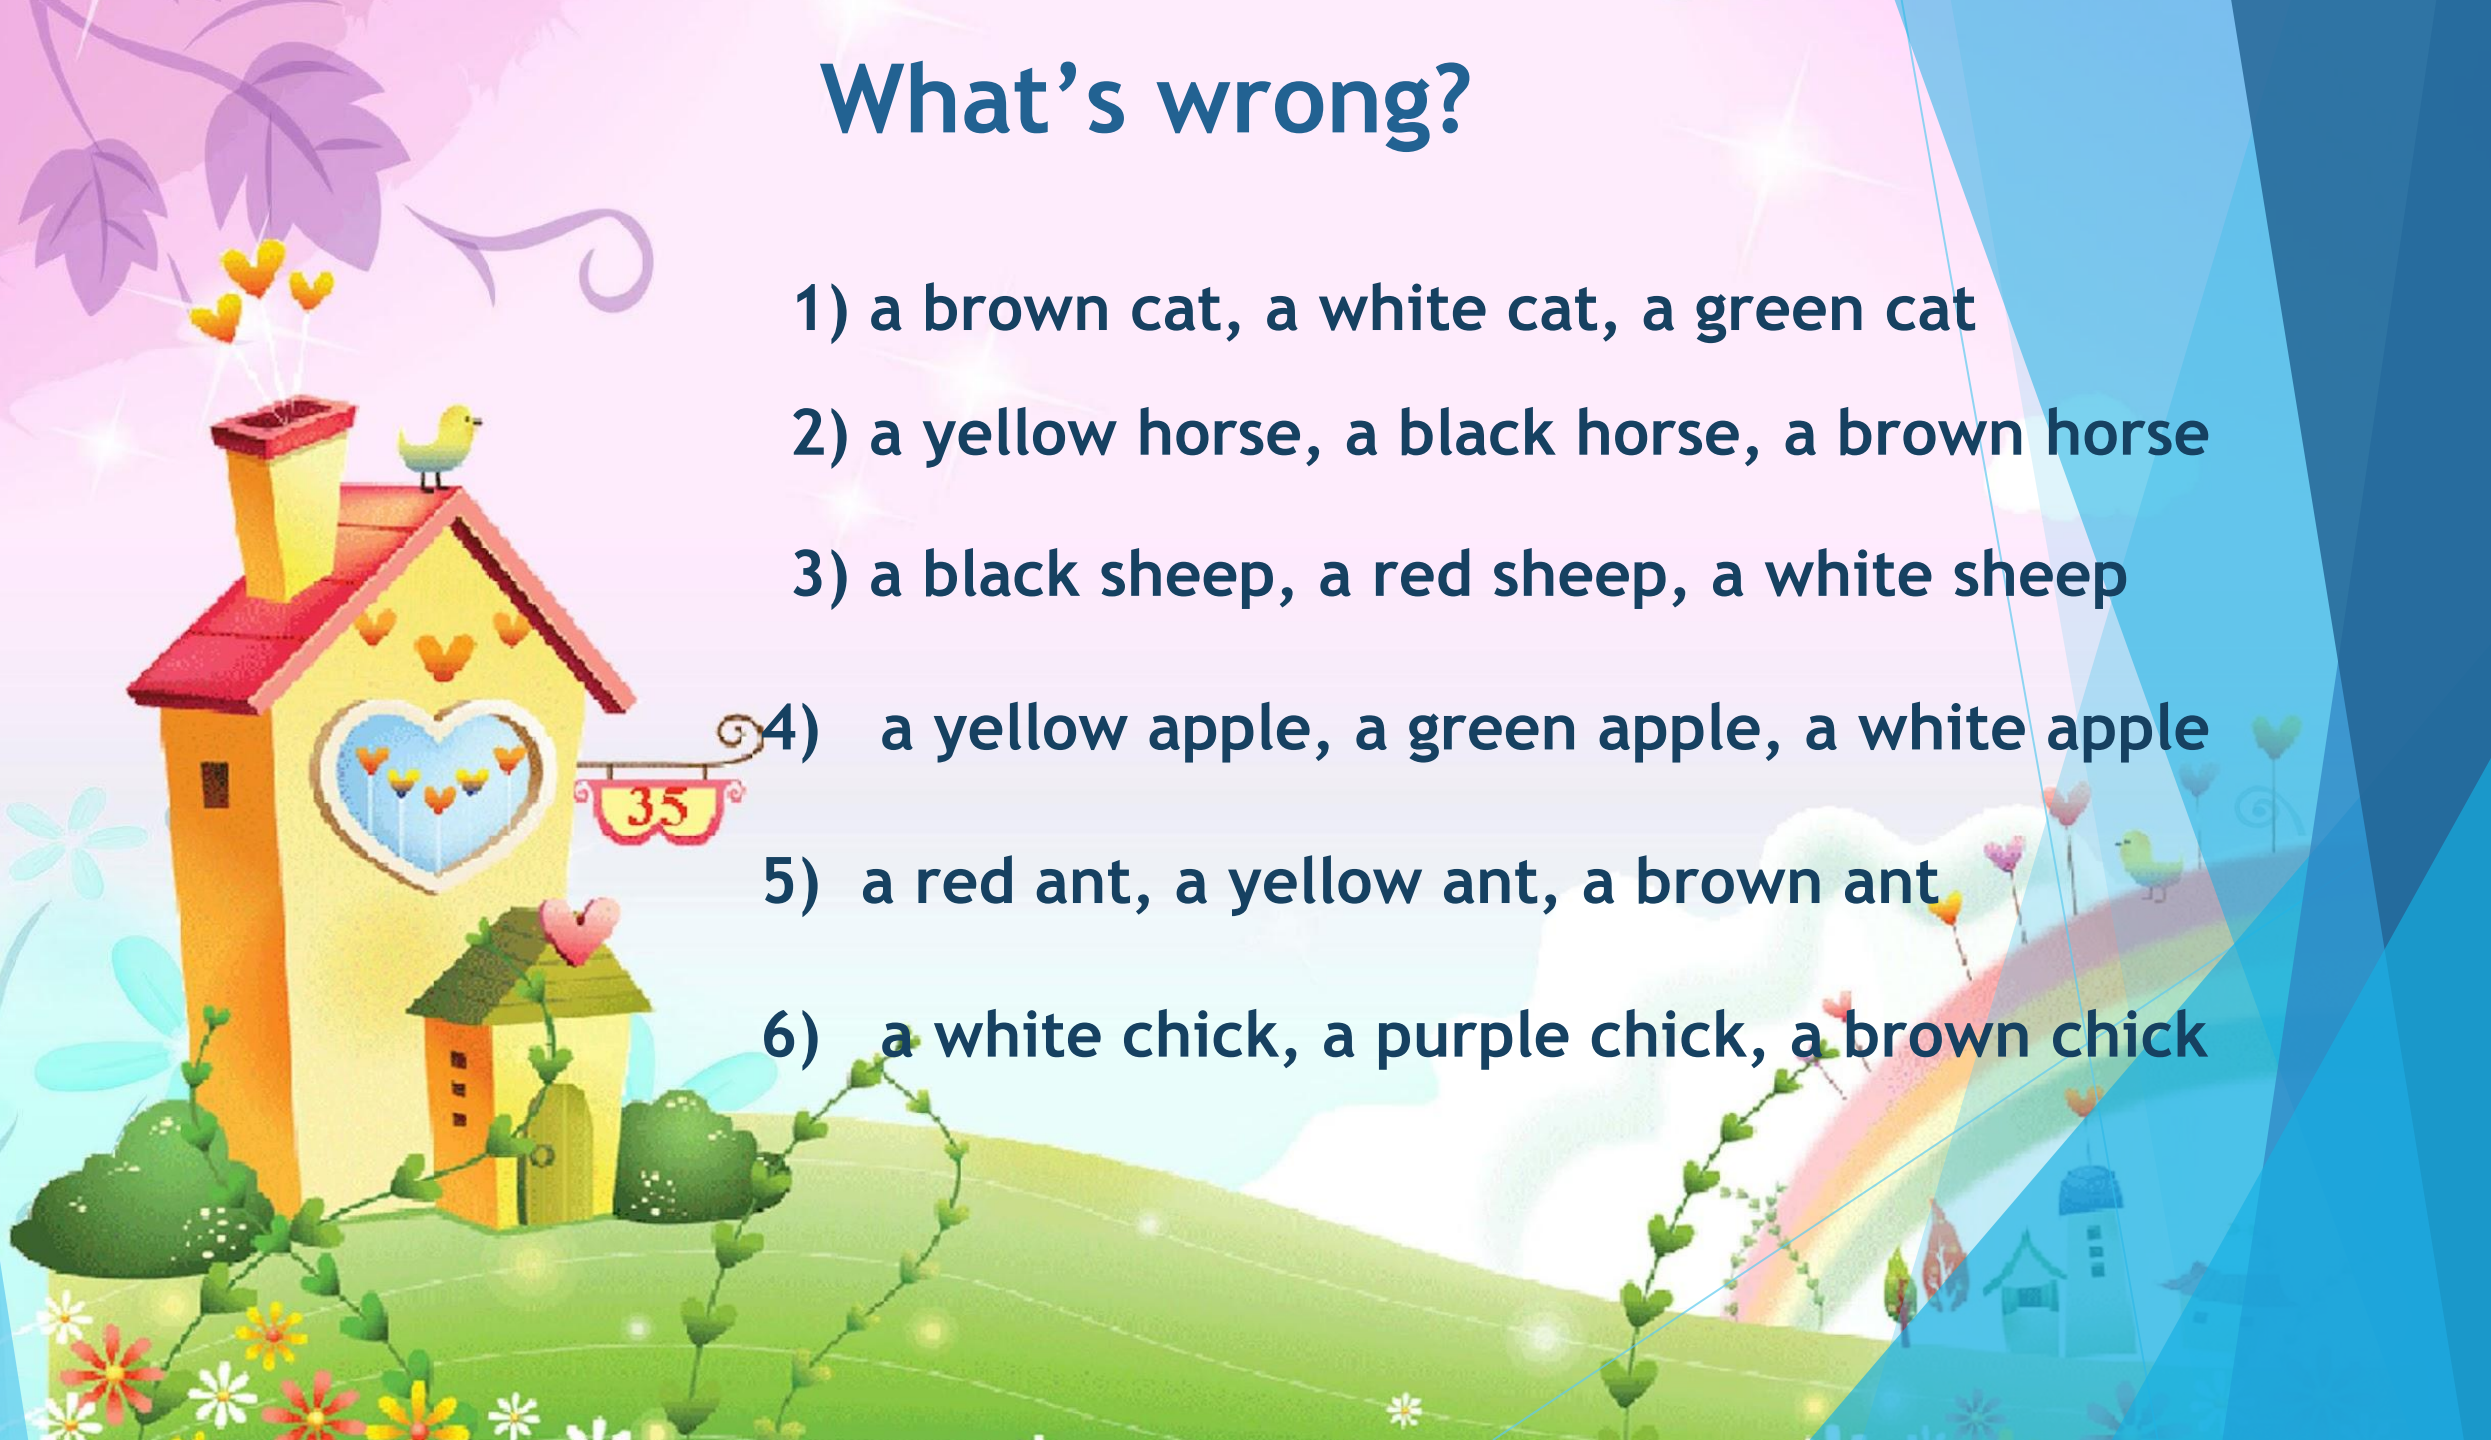 What’s wrong?
1) a brown cat, a white cat, a green cat
2) a yellow horse, a black horse, a brown horse
3) a black sheep, a red sheep, a white sheep
4) a yellow apple, a green apple, a white apple
35
5) a red ant, a yellow ant, a brown ant
6) a white chick, a purple chick, a brown chick